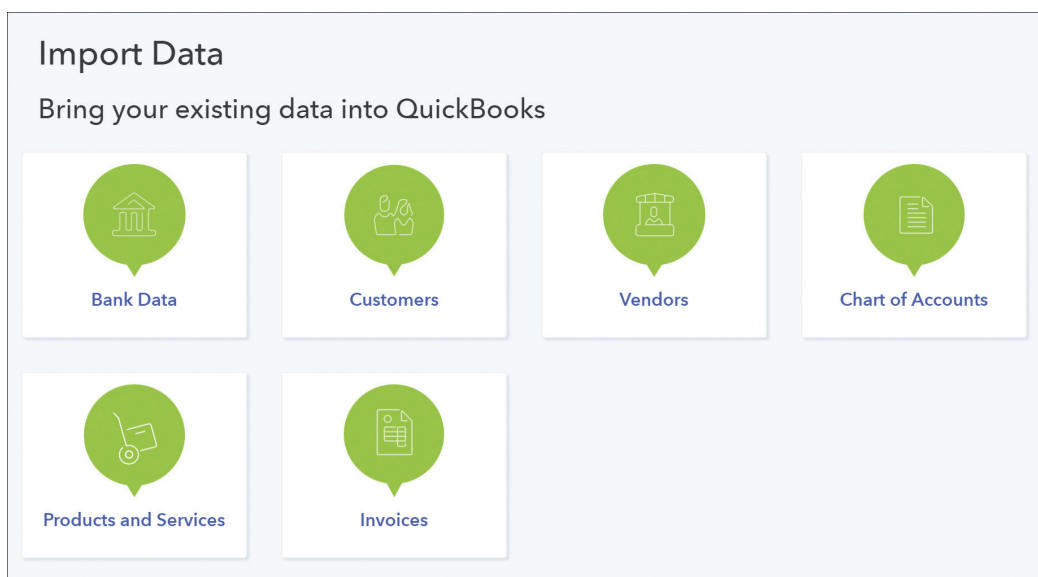 Import Data
Bring your existing data into QuickBooks
Bank Data
Customers
Vendors
Chart of Accounts
Products and Services
Invoices